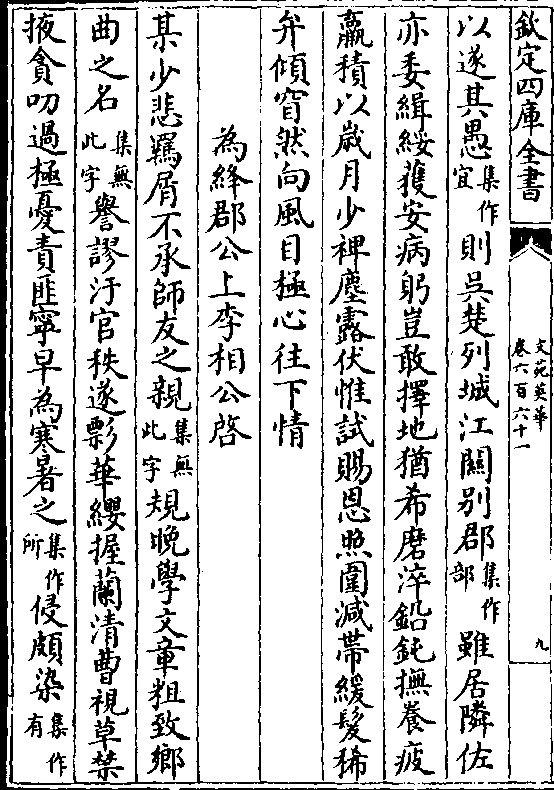 欽定四庫全書
文苑英華
卷六百六十一
九
以遂其愚集作宜則吳楚列城江關別郡集作部雖居隣佐
亦委緝綏獲安病躬豈敢擇地猶希磨淬鉛鈍撫養疲
羸積以歲月少裨塵露伏惟試賜恩照圍減帶緩髮稀
弁傾窅然向風目極心往下情
為絳郡公上李相公啓
某少悲羈屑不承師友之親集無此字規晚學文章粗致鄉
曲之名集無此字譽謬汙官秩遂影華纓握蘭清曹視草禁
掖貪叨過極憂責匪寧早為寒暑之集作所侵頗染集作有